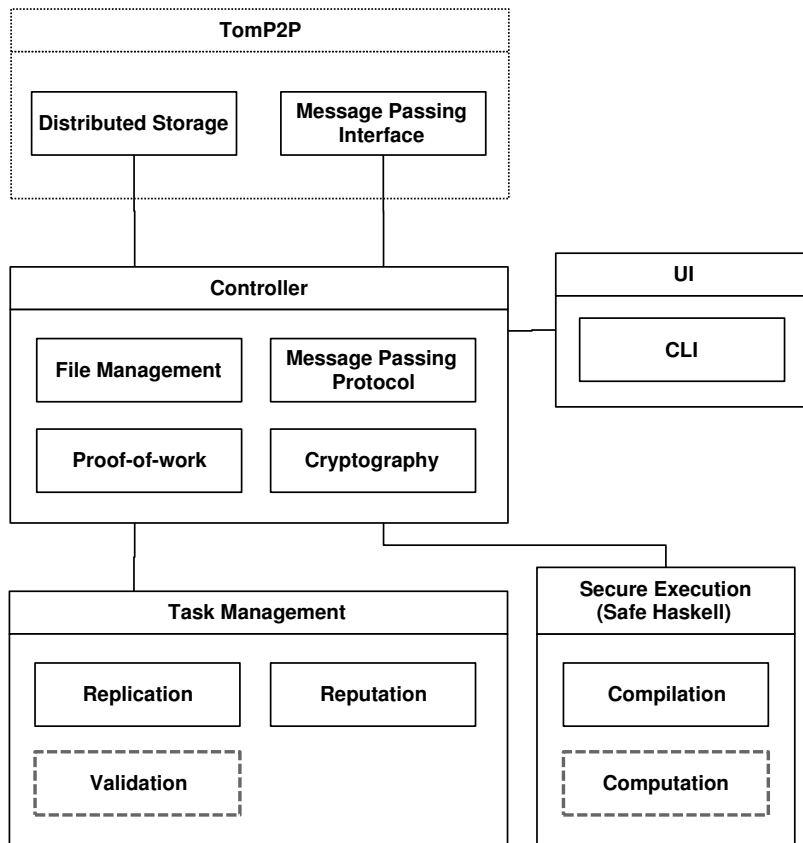 TomP2P
Distributed Storage
Message Passing
Interface
Controller
File Management
Message Passing
Protocol
Proof-of-work
Cryptography
UI
CLI
Task Management
Replication
Reputation
Validation
Secure Execution
(Safe Haskell)
Compilation
Computation